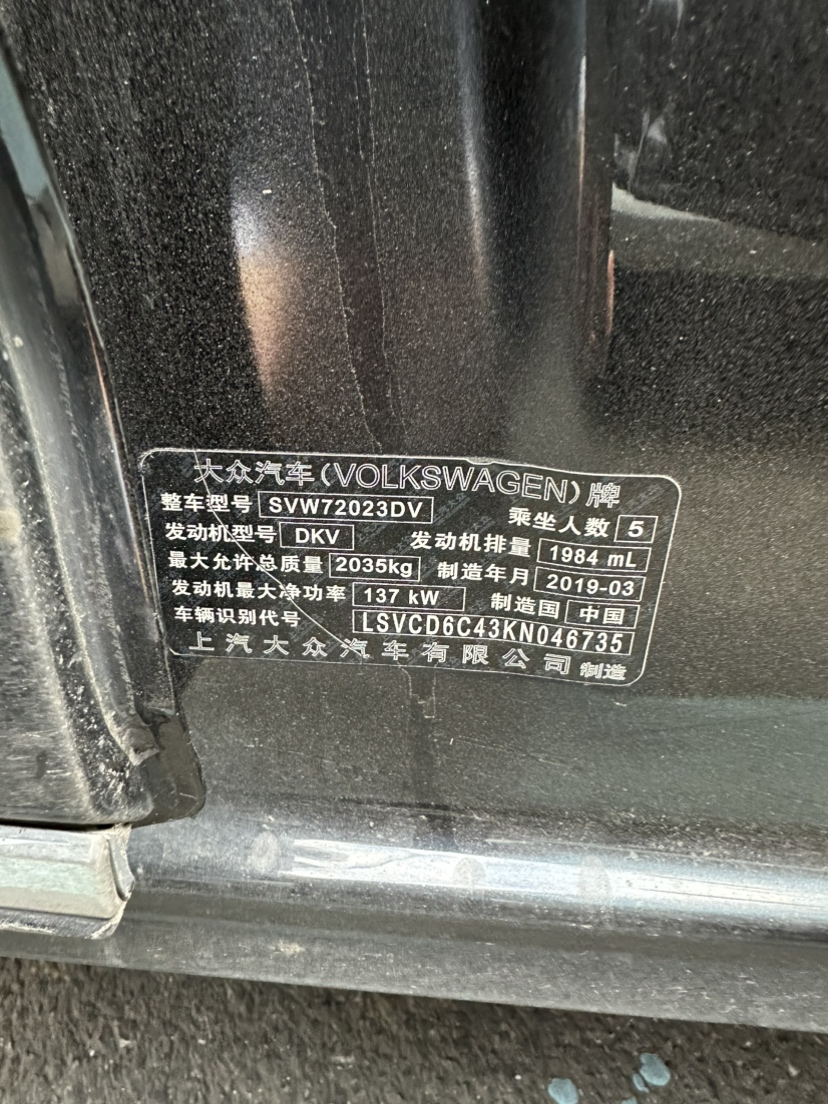 大众汽车(VOLKSWAGEN)牌
整车型号 SVW72023DV 乘坐人数 5
发动机型号 DKV 发动机排量 1984 mL
最大允许总质量 2035kg 制造年月 2019-03
发动机最大净功率 137 kW 制造国 中国
车辆识别代号 LSVCD6C43KN046735
上汽大众汽车有限公司 制造